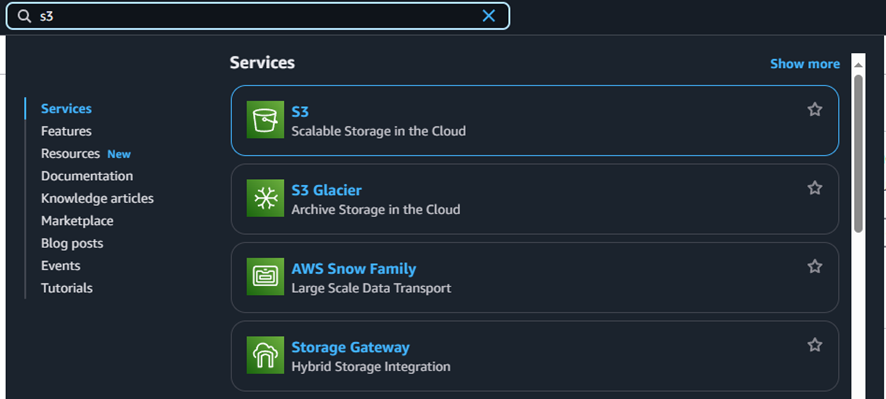 s3
Services
Show more
Services
Features
Resources New
Documentation
Knowledge articles
Marketplace
Blog posts
Events
Tutorials
S3
Scalable Storage in the Cloud
S3 Glacier
Archive Storage in the Cloud
AWS Snow Family
Large Scale Data Transport
Storage Gateway
Hybrid Storage Integration